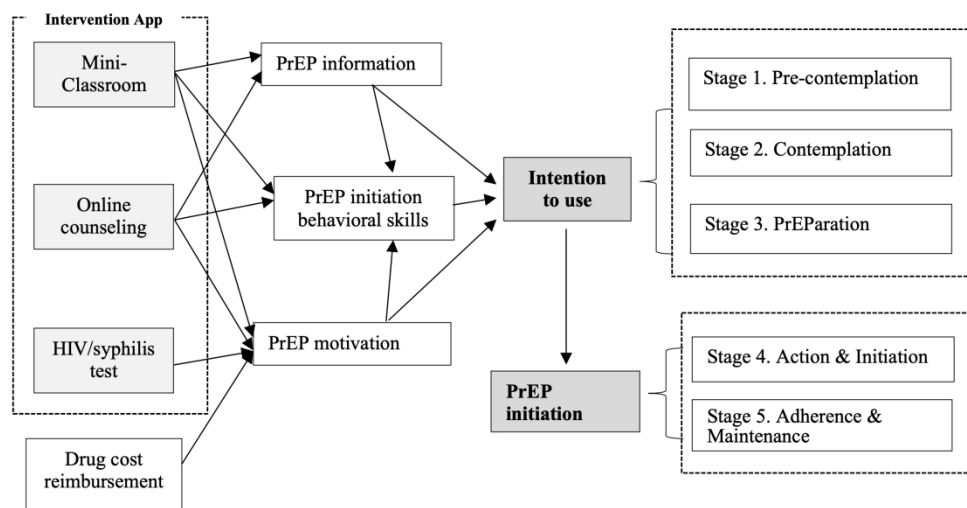 Intervention App
Mini-
Classroom
Online
counseling
HIV/syphilis
test
Drug cost
reimbursement
PrEP information
PrEP initiation
behavioral skills
PrEP motivation
Intention
to use
PrEP
initiation
Stage 1. Pre-contemplation
Stage 2. Contemplation
Stage 3. PrEParation
Stage 4. Action & Initiation
Stage 5. Adherence &
Maintenance